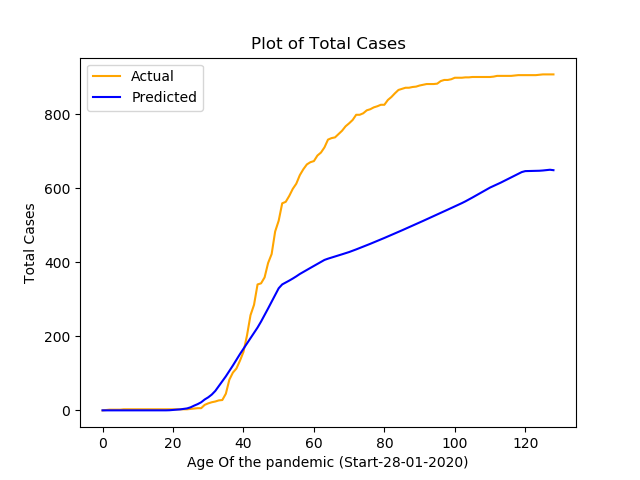 Plot of Total Cases
Actual
Predicted
800
600
400
200
0
Total Cases
0 20 40 60 80 100 120
Age Of the pandemic (Start-28-01-2020)